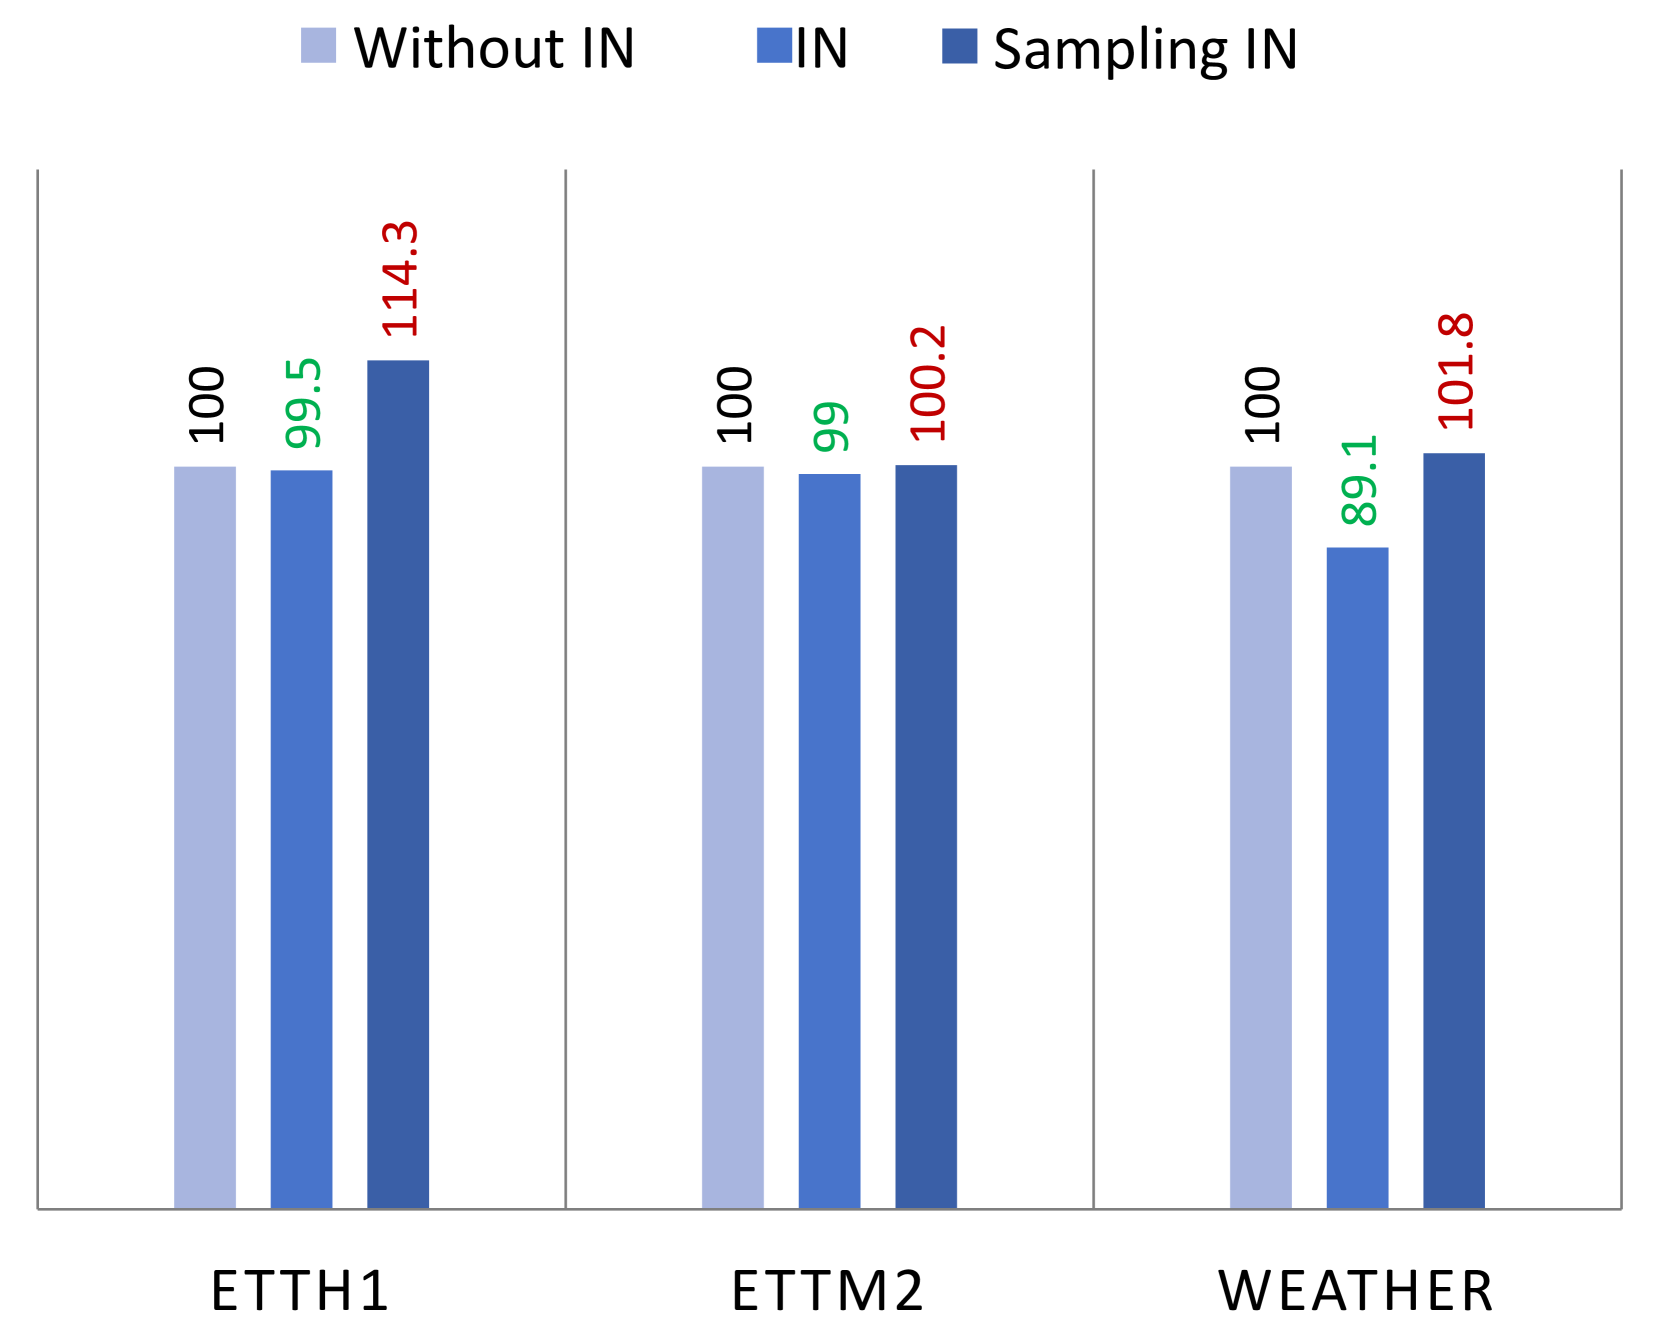 Without IN IN Sampling IN
100 99.5 114.3
100 99 100.2
100 89.1 101.8
ETTH1 ETTM2 WEATHER